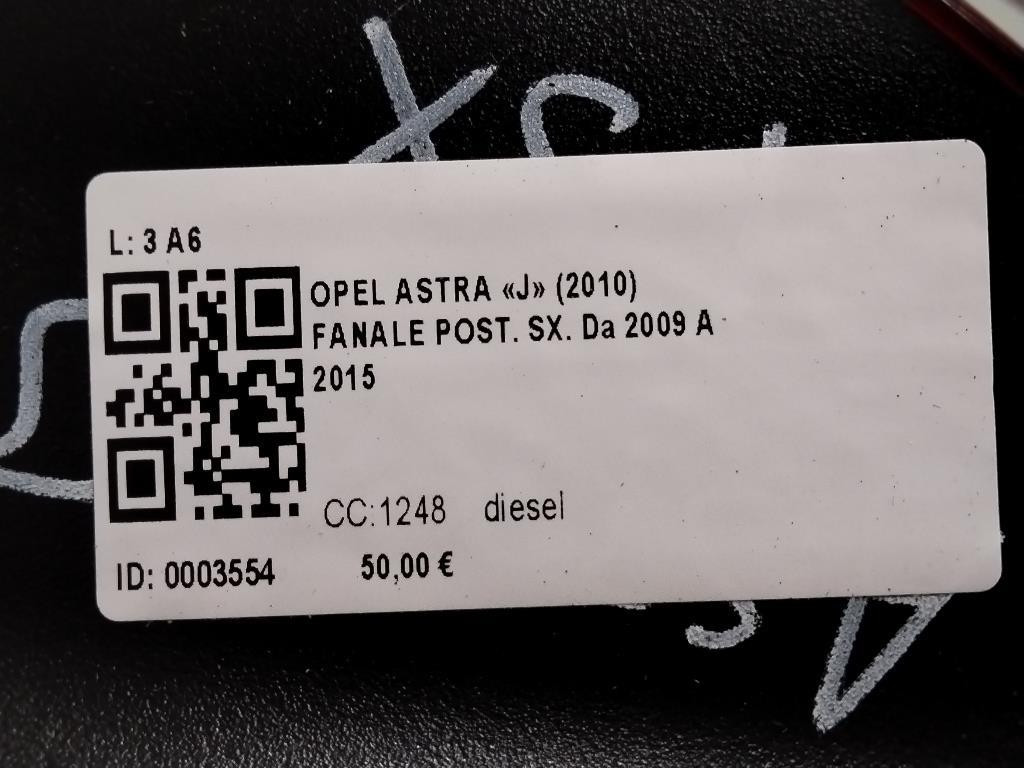 L: 3 A6
OPEL ASTRA «J» (2010)
FANALE POST. SX. Da 2009 A
2015
CC:1248 diesel
ID: 0003554 50,00 €